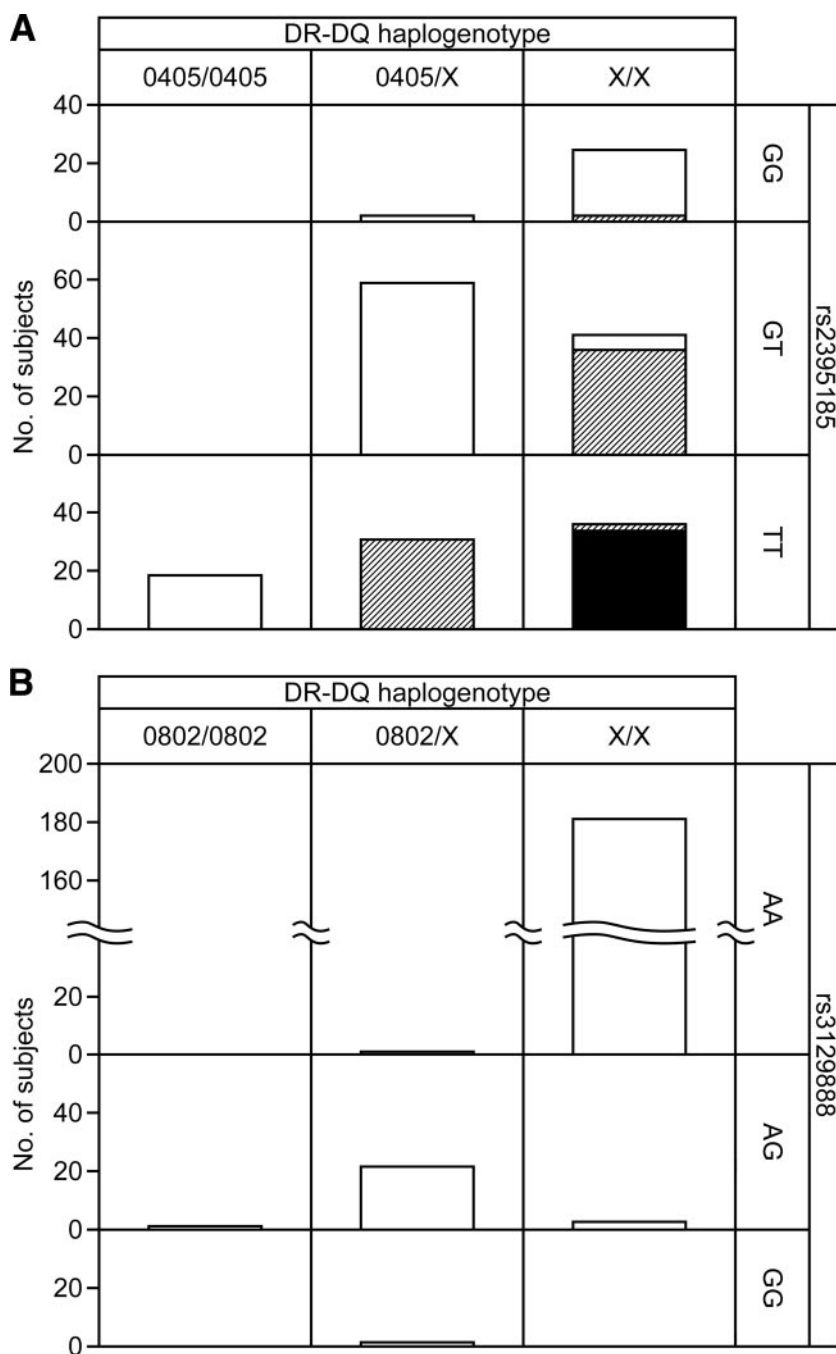 A
DR-DQ haplogenotype
0405/0405 0405/X X/X
40
20
0
GG
60
40
20
0
GT
40
20
0
TT
No. of subjects
rs2395185
B
DR-DQ haplogenotype
0802/0802 0802/X X/X
200
180
160
20
0
AA
40
20
0
AG
20
0
GG
No. of subjects
rs3129888